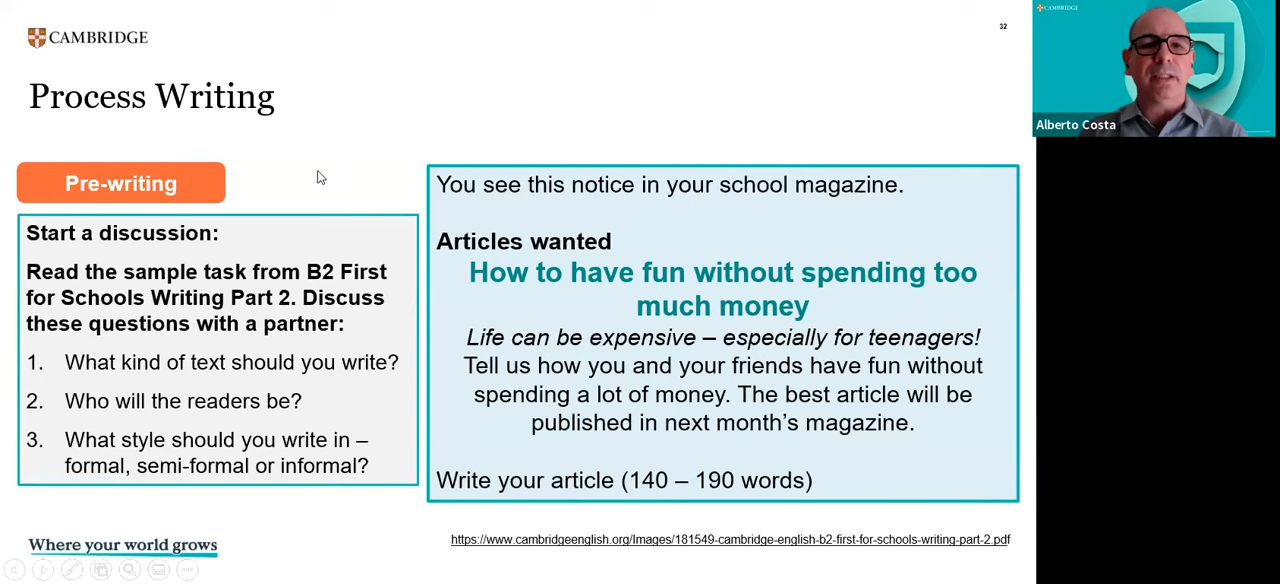 CAMBRIDGE
32
CAMBRIDGE
Process Writing
Alberto Costa
Pre-writing
Start a discussion:
Read the sample task from B2 First
for Schools Writing Part 2. Discuss
these questions with a partner:
1. What kind of text should you write?
2. Who will the readers be?
3. What style should you write in –
formal, semi-formal or informal?
You see this notice in your school magazine.
Articles wanted
How to have fun without spending too
much money
Life can be expensive – especially for teenagers!
Tell us how you and your friends have fun without
spending a lot of money. The best article will be
published in next month's magazine.
Write your article (140 – 190 words)
Where your world grows
https://www.cambridgeenglish.org/Images/181549-cambridge-english-b2-first-for-schools-writing-part-2.pdf